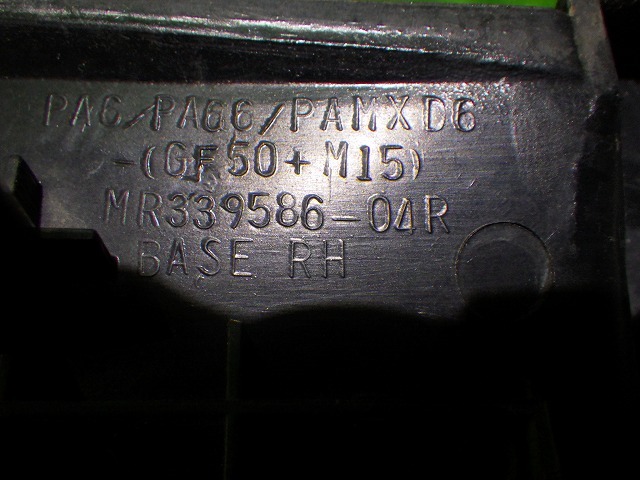 PA6/PA66/PAMXD6
-(GF50+M15)
MR339586-04R
BASE RH